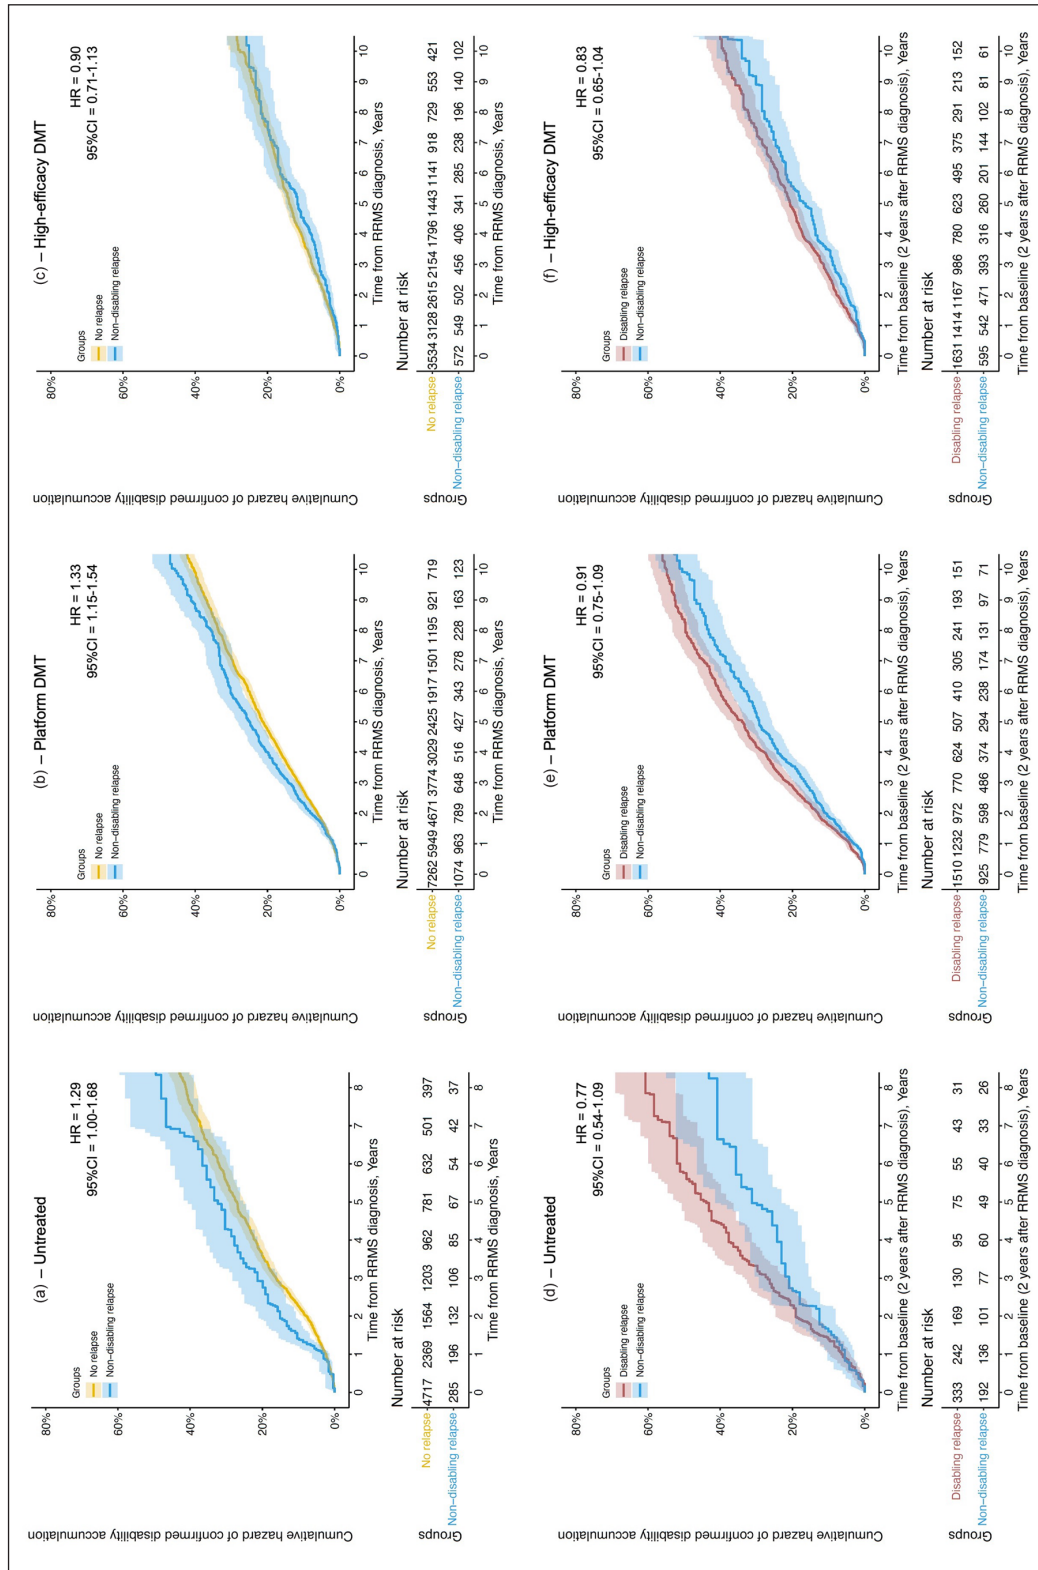 (a) – Untreated
HR = 1.29
95%CI = 1.00-1.68
Groups
No relapse
Non–disabling relapse
Cumulative hazard of confirmed disability accumulation
80%
60%
40%
20%
0%
0 1 2 3 4 5 6 7 8
Time from RRMS diagnosis, Years
Number at risk
Groups
No relapse 4717 2369 1564 1203 962 781 632 501 397
Non–disabling relapse 285 196 132 106 85 67 54 42 37
0 1 2 3 4 5 6 7 8
Time from RRMS diagnosis, Years
(b) – Platform DMT
HR = 1.33
95%CI = 1.15-1.54
Groups
No relapse
Non–disabling relapse
Cumulative hazard of confirmed disability accumulation
80%
60%
40%
20%
0%
0 1 2 3 4 5 6 7 8 9 10
Time from RRMS diagnosis, Years
Number at risk
Groups
No relapse 7262 5949 4671 3774 3029 2425 1917 1501 1195 921 719
Non–disabling relapse 1074 963 789 648 516 427 343 278 228 163 123
0 1 2 3 4 5 6 7 8 9 10
Time from RRMS diagnosis, Years
(c) – High-efficacy DMT
HR = 0.90
95%CI = 0.71-1.13
Groups
No relapse
Non–disabling relapse
Cumulative hazard of confirmed disability accumulation
80%
60%
40%
20%
0%
0 1 2 3 4 5 6 7 8 9 10
Time from RRMS diagnosis, Years
Number at risk
Groups
No relapse 3534 3128 2615 2154 1796 1443 1141 918 729 553 421
Non–disabling relapse 572 549 502 456 406 341 285 238 196 140 102
0 1 2 3 4 5 6 7 8 9 10
Time from RRMS diagnosis, Years
(d) – Untreated
HR = 0.77
95%CI = 0.54-1.09
Groups
Disabling relapse
Non–disabling relapse
Cumulative hazard of confirmed disability accumulation
80%
60%
40%
20%
0%
0 1 2 3 4 5 6 7 8
Time from baseline (2 years after RRMS diagnosis), Years
Number at risk
Groups
Disabling relapse 333 242 169 130 95 75 55 43 31
Non–disabling relapse 192 136 101 77 60 49 40 33 26
0 1 2 3 4 5 6 7 8
Time from baseline (2 years after RRMS diagnosis), Years
(e) – Platform DMT
HR = 0.91
95%CI = 0.75-1.09
Groups
Disabling relapse
Non–disabling relapse
Cumulative hazard of confirmed disability accumulation
80%
60%
40%
20%
0%
0 1 2 3 4 5 6 7 8 9 10
Time from baseline (2 years after RRMS diagnosis), Years
Number at risk
Groups
Disabling relapse 1510 1232 972 770 624 507 410 305 241 193 151
Non–disabling relapse 925 779 598 486 374 294 238 174 131 97 71
0 1 2 3 4 5 6 7 8 9 10
Time from baseline (2 years after RRMS diagnosis), Years
(f) – High-efficacy DMT
HR = 0.83
95%CI = 0.65-1.04
Groups
Disabling relapse
Non–disabling relapse
Cumulative hazard of confirmed disability accumulation
80%
60%
40%
20%
0%
0 1 2 3 4 5 6 7 8 9 10
Time from baseline (2 years after RRMS diagnosis), Years
Number at risk
Groups
Disabling relapse 1631 1414 1167 986 780 623 495 375 291 213 152
Non–disabling relapse 595 542 471 393 316 260 201 144 102 81 61
0 1 2 3 4 5 6 7 8 9 10
Time from baseline (2 years after RRMS diagnosis), Years